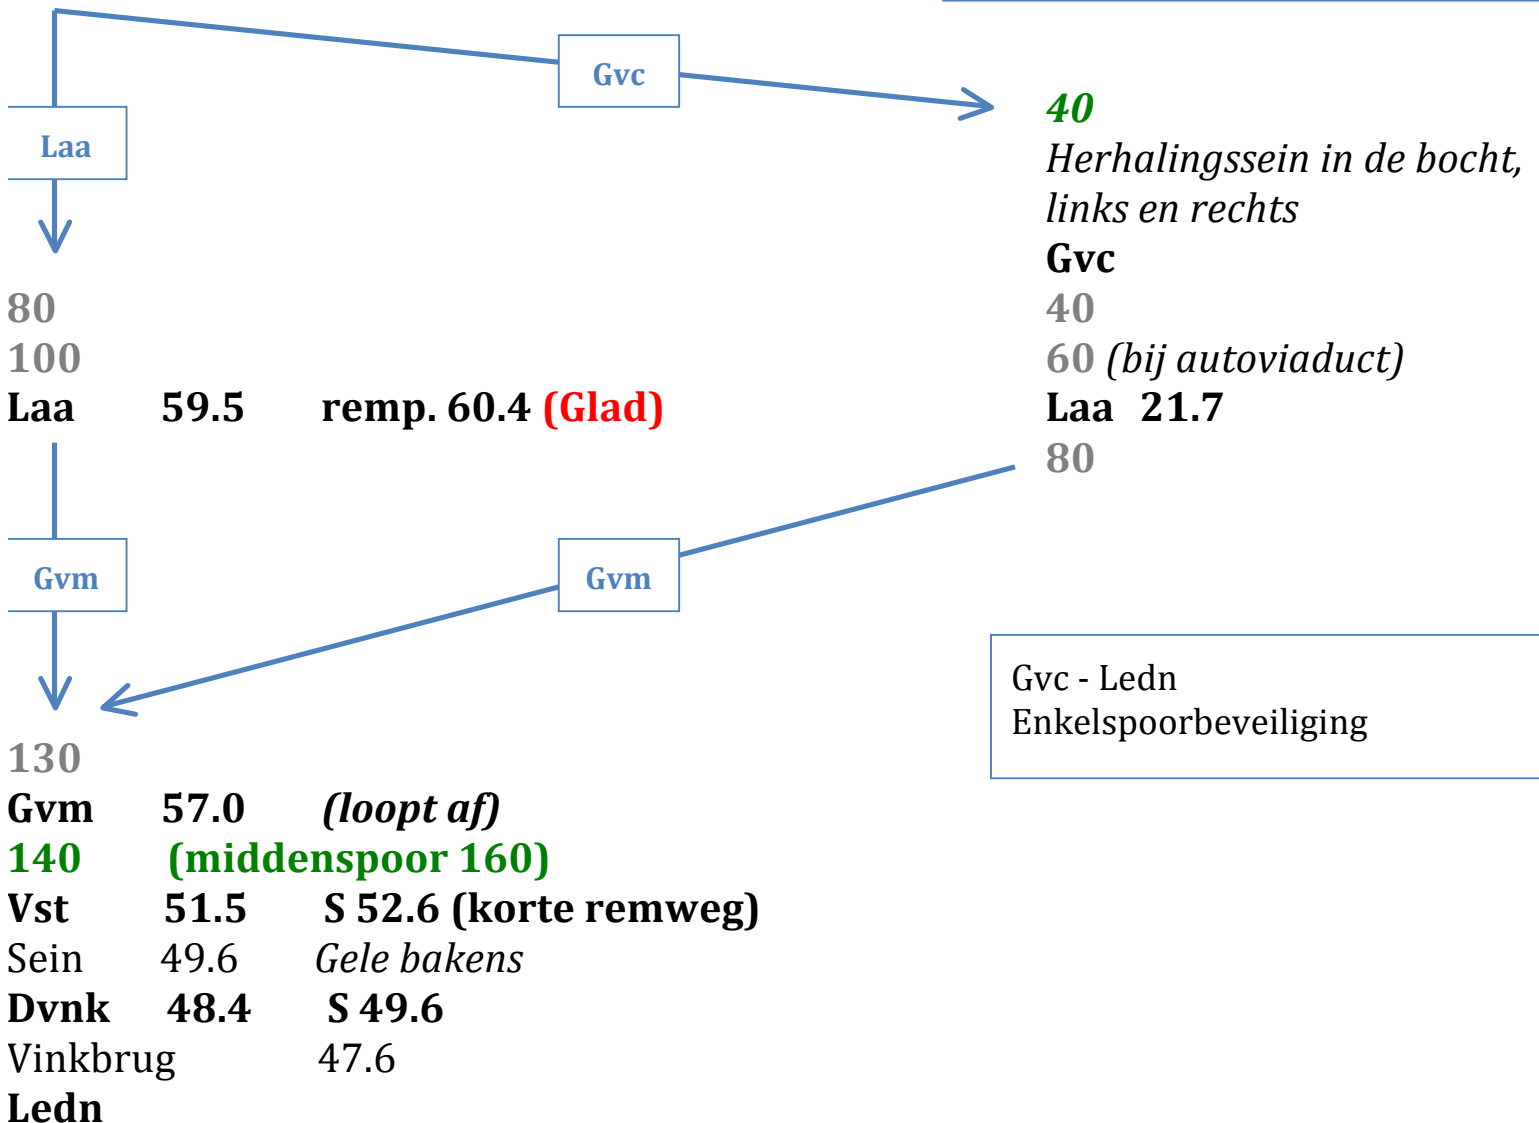 Gvc
Laa
40
Herhalingssein in de bocht,
links en rechts
Gvc
40
60 (bij autoviaduct)
Laa 21.7
80
80
100
Laa 59.5 remp. 60.4 (Glad)
Gvm
Gvm
Gvc - Ledn
Enkelspoorbeveiliging
130
Gvm 57.0 (loopt af)
140 (middenspoor 160)
Vst 51.5 S 52.6 (korte remweg)
Sein 49.6 Gele bakens
Dvnk 48.4 S 49.6
Vinkbrug 47.6
Ledn